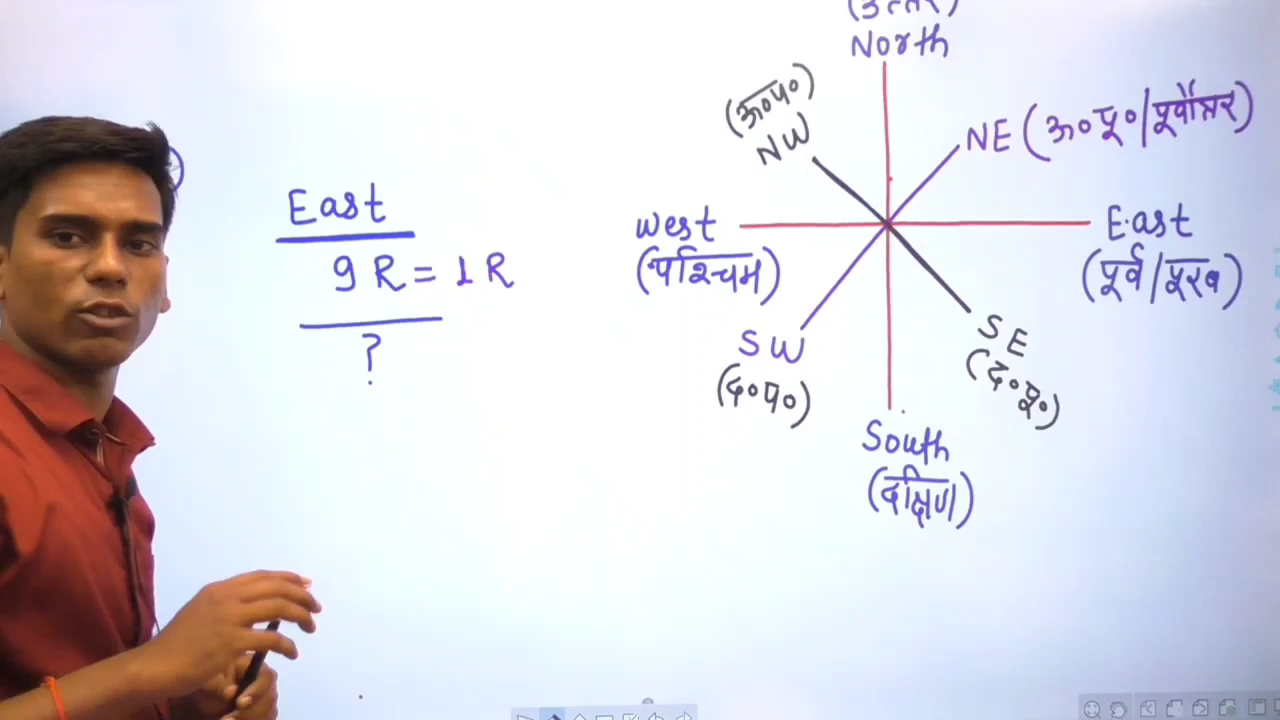 (उत्तर)
North
(उ०प०)
NW
NE (उ०पू०/पूर्वोत्तर)
East
West
East
9 R = 1 R
(पश्चिम)
(पूर्व/पूरब)
?
SW
SE
(द०प०)
(द०पू०)
South
(दक्षिण)